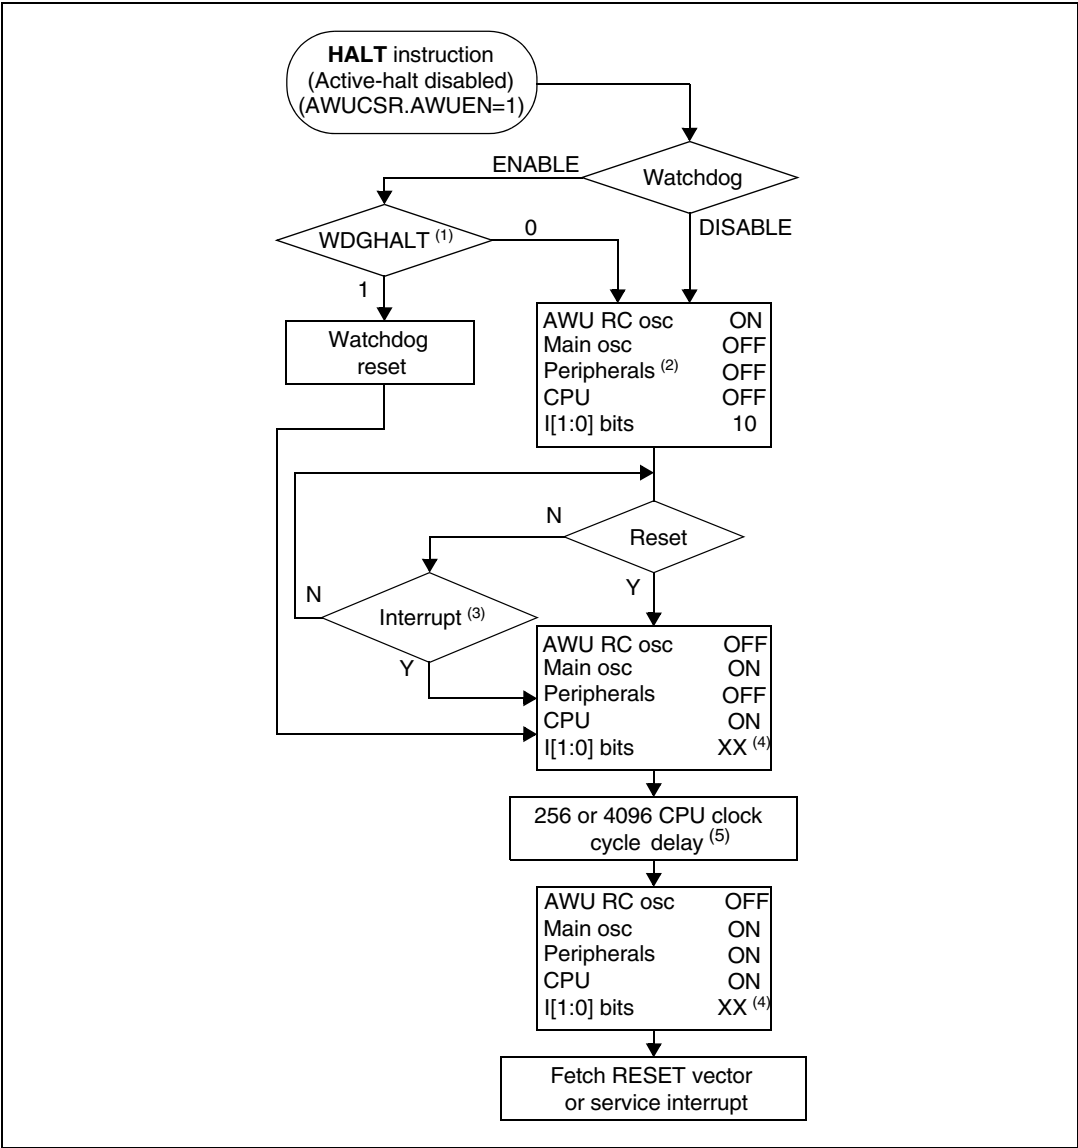 HALT instruction
(Active-halt disabled)
(AWUCSR.AWUEN=1)
ENABLE
Watchdog
WDGHALT (1)
0
DISABLE
1
Watchdog
reset
AWU RC osc ON
Main osc OFF
Peripherals (2) OFF
CPU OFF
I[1:0] bits 10
N
Reset
N
Y
Interrupt (3)
Y
AWU RC osc OFF
Main osc ON
Peripherals OFF
CPU ON
I[1:0] bits XX (4)
256 or 4096 CPU clock
cycle delay (5)
AWU RC osc OFF
Main osc ON
Peripherals ON
CPU ON
I[1:0] bits XX (4)
Fetch RESET vector
or service interrupt